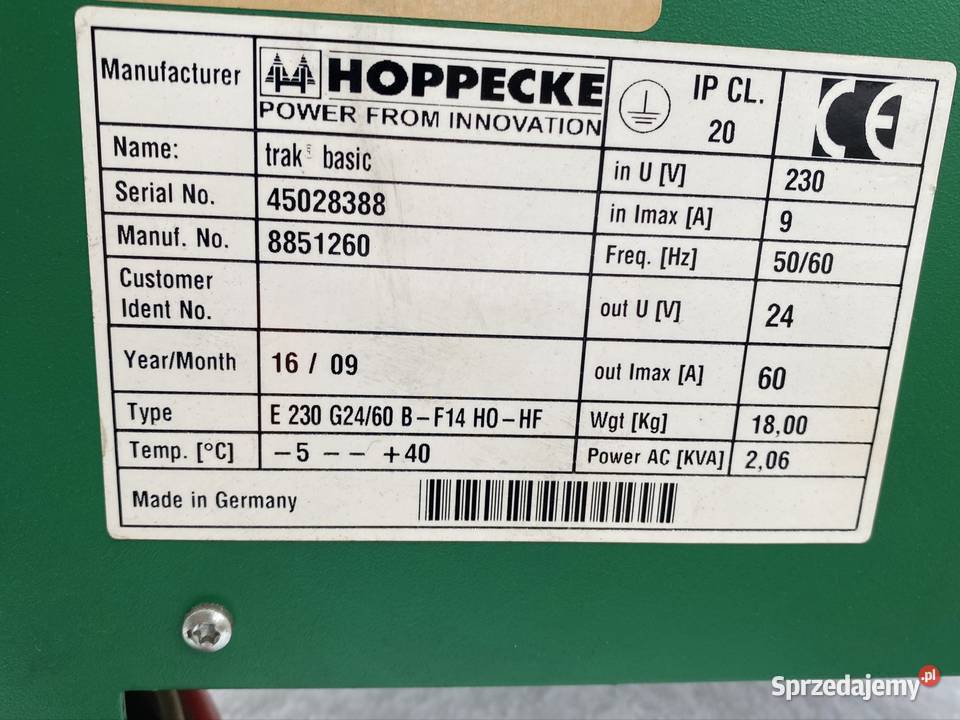 Manufacturer
HOPPECKE
POWER FROM INNOVATION
IP CL.
20
CE
Name: trak basic
in U [V] 230
Serial No. 45028388
in Imax [A] 9
Manuf. No. 8851260
Freq. [Hz] 50/60
Customer
Ident No.
out U [V] 24
Year/Month 16 / 09
out Imax [A] 60
Type E 230 G24/60 B-F14 HO-HF
Wgt [Kg] 18,00
Temp. [°C] -5 -- +40
Power AC [KVA] 2,06
Made in Germany
Sprzedajemy.pl